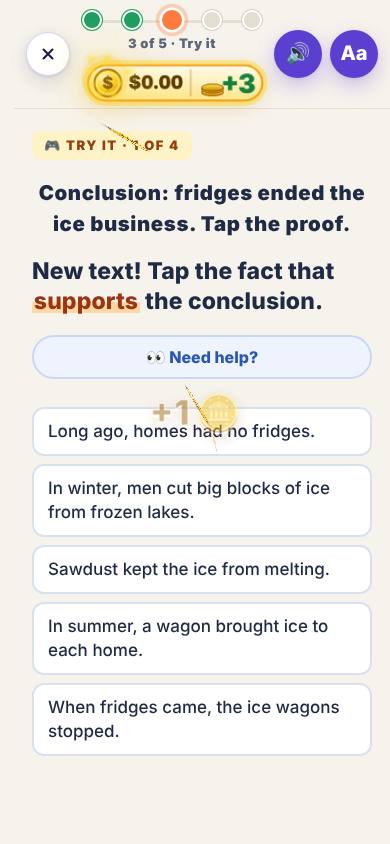 3 of 5 · Try it
$ $0.00 +3
Aa
🎮 TRY IT · 1 OF 4
Conclusion: fridges ended the
ice business. Tap the proof.
New text! Tap the fact that
supports the conclusion.
👀 Need help?
+1
Long ago, homes had no fridges.
In winter, men cut big blocks of ice
from frozen lakes.
Sawdust kept the ice from melting.
In summer, a wagon brought ice to
each home.
When fridges came, the ice wagons
stopped.